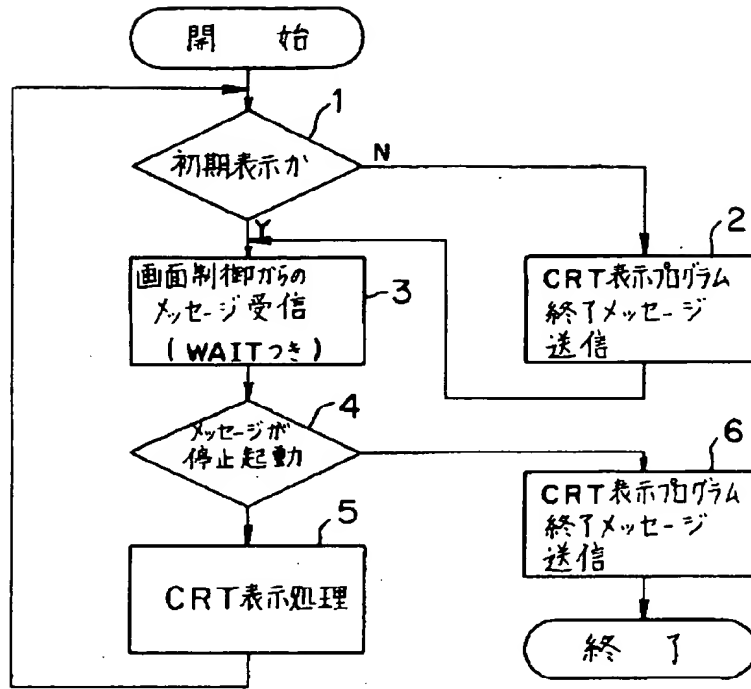 開 始
1
初期表示か
N
Y
2
CRT表示プログラム
終了メッセージ
送信
画面制御からの
メッセージ受信
(WAITつき)
3
4
メッセージが
停止起動
6
CRT表示プログラム
終了メッセージ
送信
5
CRT表示処理
終 了